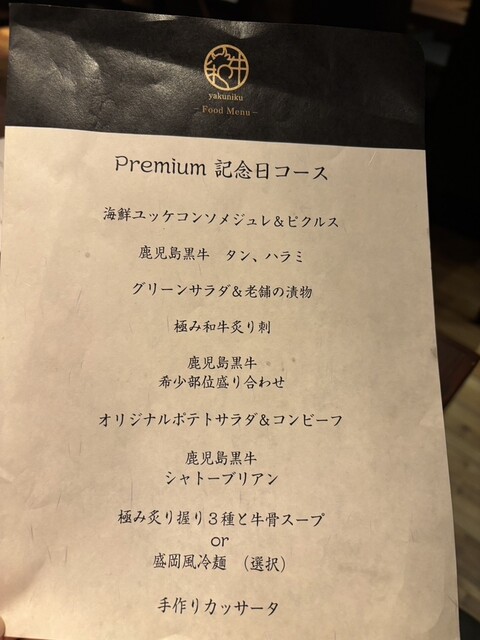 yakuniku
- Food Menu -
Premium 記念日コース
海鮮ユッケコンソメジュレ&ピクルス
鹿児島黒牛 タン、ハラミ
グリーンサラダ&老舗の漬物
極み和牛炙り刺
鹿児島黒牛
希少部位盛り合わせ
オリジナルポテトサラダ&コンビーフ
鹿児島黒牛
シャトーブリアン
極み炙り握り3種と牛骨スープ
or
盛岡風冷麺 (選択)
手作りカッサータ